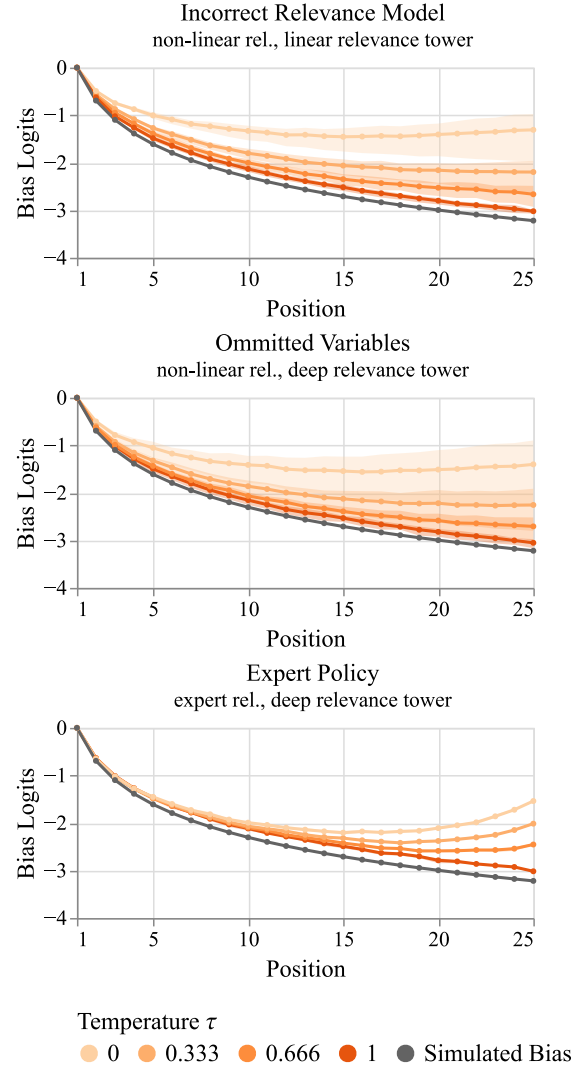 Incorrect Relevance Model
non-linear rel., linear relevance tower
0
−1
−2
−3
−4
Bias Logits
1 5 10 15 20 25
Position
Ommitted Variables
non-linear rel., deep relevance tower
0
−1
−2
−3
−4
Bias Logits
1 5 10 15 20 25
Position
Expert Policy
expert rel., deep relevance tower
0
−1
−2
−3
−4
Bias Logits
1 5 10 15 20 25
Position
Temperature τ
0 0.333 0.666 1 Simulated Bias